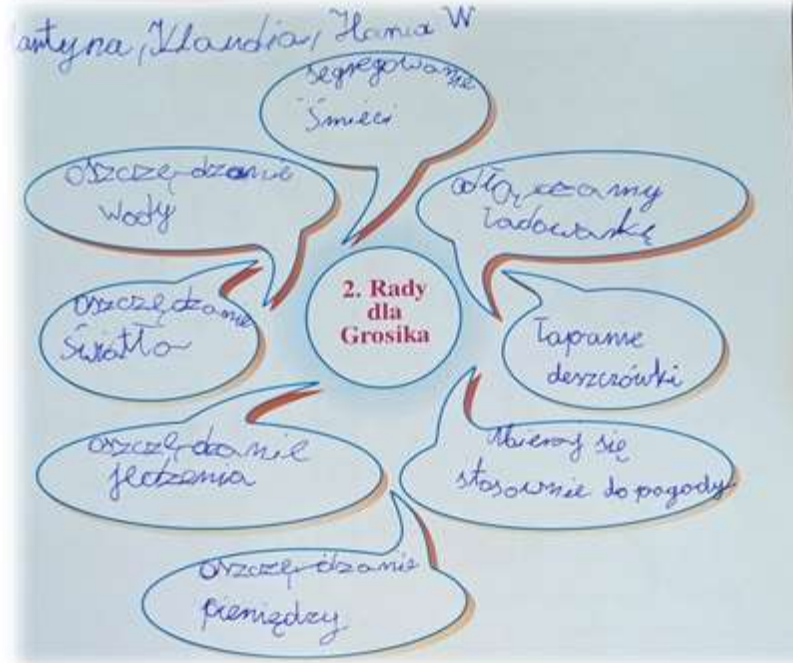 antyna, Klaudia, Hania W
segregowanie
śmieci
oszczędzanie
wody
odłączamy
ładowarkę
oszczędzanie
światła
2. Rady
dla
Grosika
łapanie
deszczówki
oszczędzanie
jedzenia
Ubieraj się
stosownie do pogody
oszczędzanie
pieniędzy